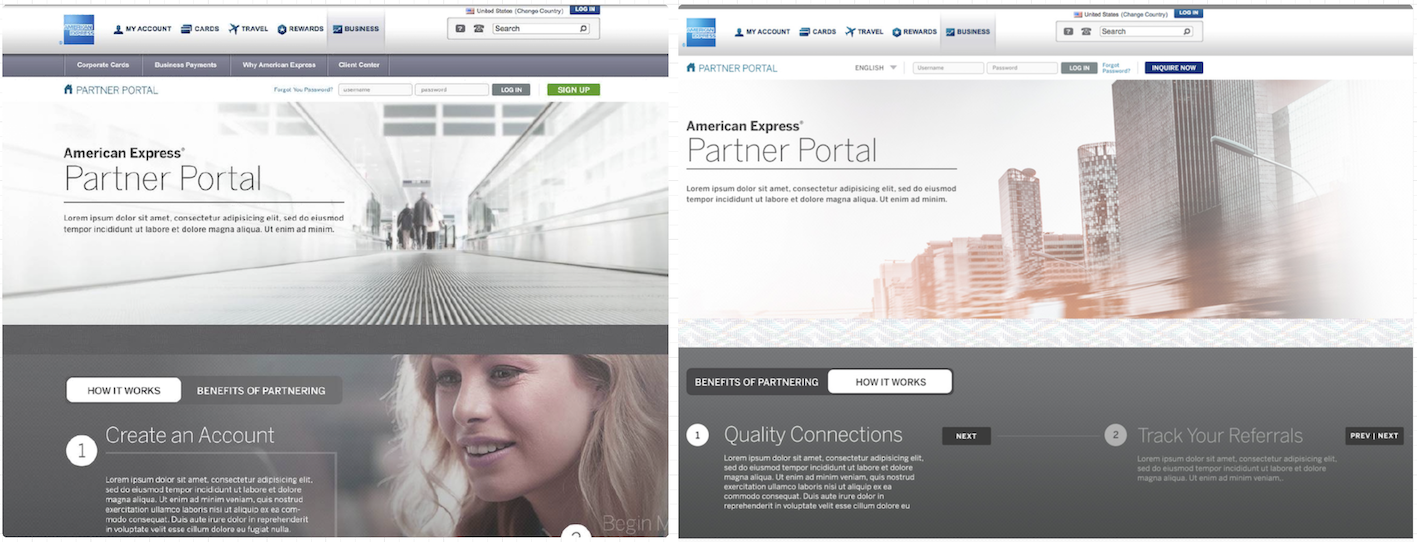 United States (Change Country) LOG IN
AMERICAN EXPRESS
MY ACCOUNT CARDS TRAVEL REWARDS BUSINESS
? Search
Corporate Cards Business Payments Why American Express Client Center
PARTNER PORTAL Forgot You Password? username password LOG IN SIGN UP
American Express®
Partner Portal
Lorem ipsum dolor sit amet, consectetur adipisicing elit, sed do eiusmod
tempor incididunt ut labore et dolore magna aliqua. Ut enim ad minim.
HOW IT WORKS BENEFITS OF PARTNERING
1 Create an Account
Lorem ipsum dolor sit amet, consectetur adipisicing elit,
sed do eiusmod tempor incididunt ut labore et dolore
magna aliqua. Ut enim ad minim veniam, quis nostrud
exercitation ullamco laboris nisi ut aliquip ex ea com-
modo consequat. Duis aute irure dolor in reprehenderit
in voluptate velit esse cillum dolore eu fugiat nulla.
2 Begin M
United States (Change Country) LOG IN
AMERICAN EXPRESS
MY ACCOUNT CARDS TRAVEL REWARDS BUSINESS
? Search
PARTNER PORTAL ENGLISH Username Password LOG IN Forgot
Password?
INQUIRE NOW
American Express®
Partner Portal
Lorem ipsum dolor sit amet, consectetur adipisicing elit, sed do eiusmod
tempor incididunt ut labore et dolore magna aliqua. Ut enim ad minim.
BENEFITS OF PARTNERING HOW IT WORKS
1 Quality Connections NEXT
Lorem ipsum dolor sit amet, consectetur adipisicing elit,
sed do eiusmod tempor incididunt ut labore et dolore
magna aliqua. Ut enim ad minim veniam, quis nostrud
exercitation ullamco laboris nisi ut aliquip ex ea
commodo consequat. Duis aute irure dolor in
reprehenderit in voluptate velit esse cillum dolore eu
2 Track Your Referrals PREV | NEXT
Lorem ipsum dolor sit amet, consectetur adipisicing elit,
sed do eiusmod tempor incididunt ut labore et dolore
magna aliqua. Ut enim ad minim veniam,.